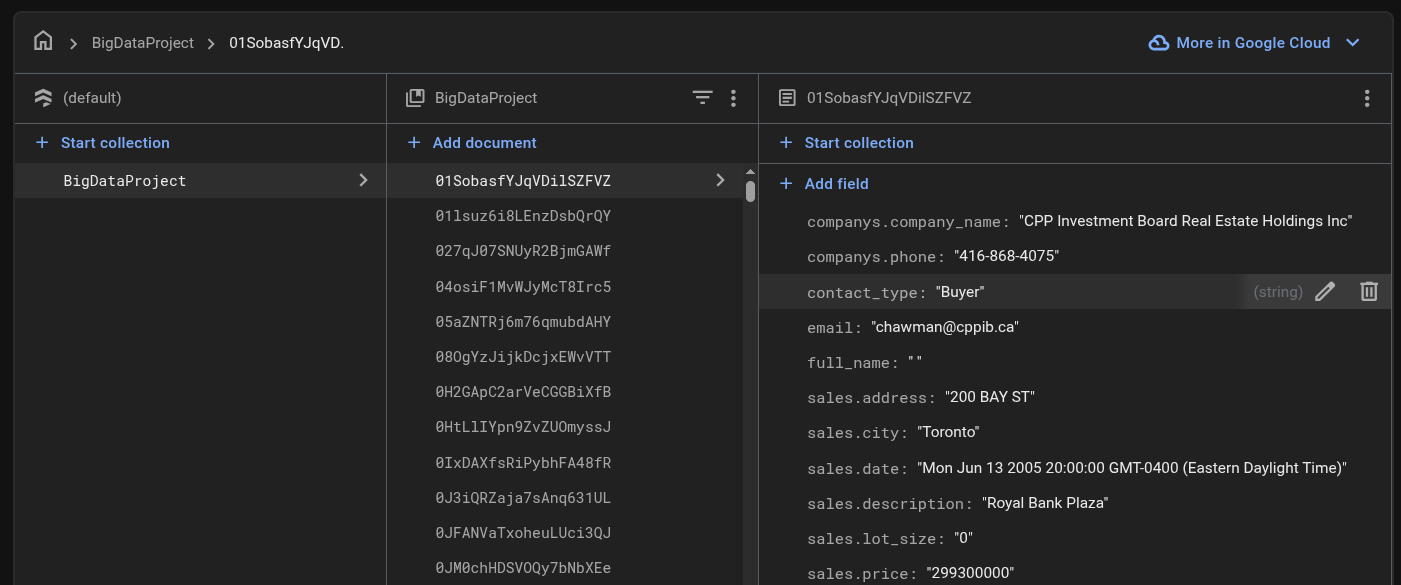 BigDataProject
01SobasfYJqVD.
More in Google Cloud
(default)
BigDataProject
01SobasfYJqVDilSZFVZ
Start collection
Add document
Start collection
BigDataProject
01SobasfYJqVDilSZFVZ
01lsuz6i8LEnzDsbQrQY
027qJ07SNUyR2BjmGAWf
04osiF1MvWJyMcT8Irc5
05aZNTRj6m76qmubdAHY
08OgYzJijkDcjxEWvVTT
0H2GApC2arVeCGGBiXfB
0HtLlIYpn9ZvZUOmyssJ
0IxDAXfsRiPybhFA48fR
0J3iQRZaja7sAnq631UL
0JFANVaTxoheuLUci3QJ
0JM0chHDSVOQy7bNbXEe
Add field
companys.company_name: "CPP Investment Board Real Estate Holdings Inc"
companys.phone: "416-868-4075"
contact_type: "Buyer" (string)
email: "chawman@cppib.ca"
full_name: " "
sales.address: "200 BAY ST"
sales.city: "Toronto"
sales.date: "Mon Jun 13 2005 20:00:00 GMT-0400 (Eastern Daylight Time)"
sales.description: "Royal Bank Plaza"
sales.lot_size: "0"
sales.price: "299300000"